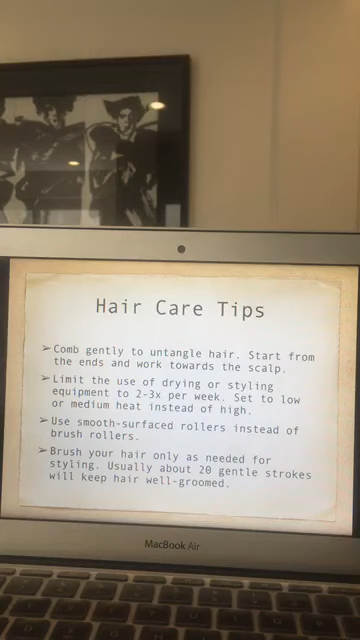 Hair Care Tips
➢Comb gently to untangle hair. Start from
the ends and work towards the scalp.
➢Limit the use of drying or styling
equipment to 2-3x per week. Set to low
or medium heat instead of high.
➢Use smooth-surfaced rollers instead of
brush rollers.
➢Brush your hair only as needed for
styling. Usually about 20 gentle strokes
will keep hair well-groomed.
MacBook Air